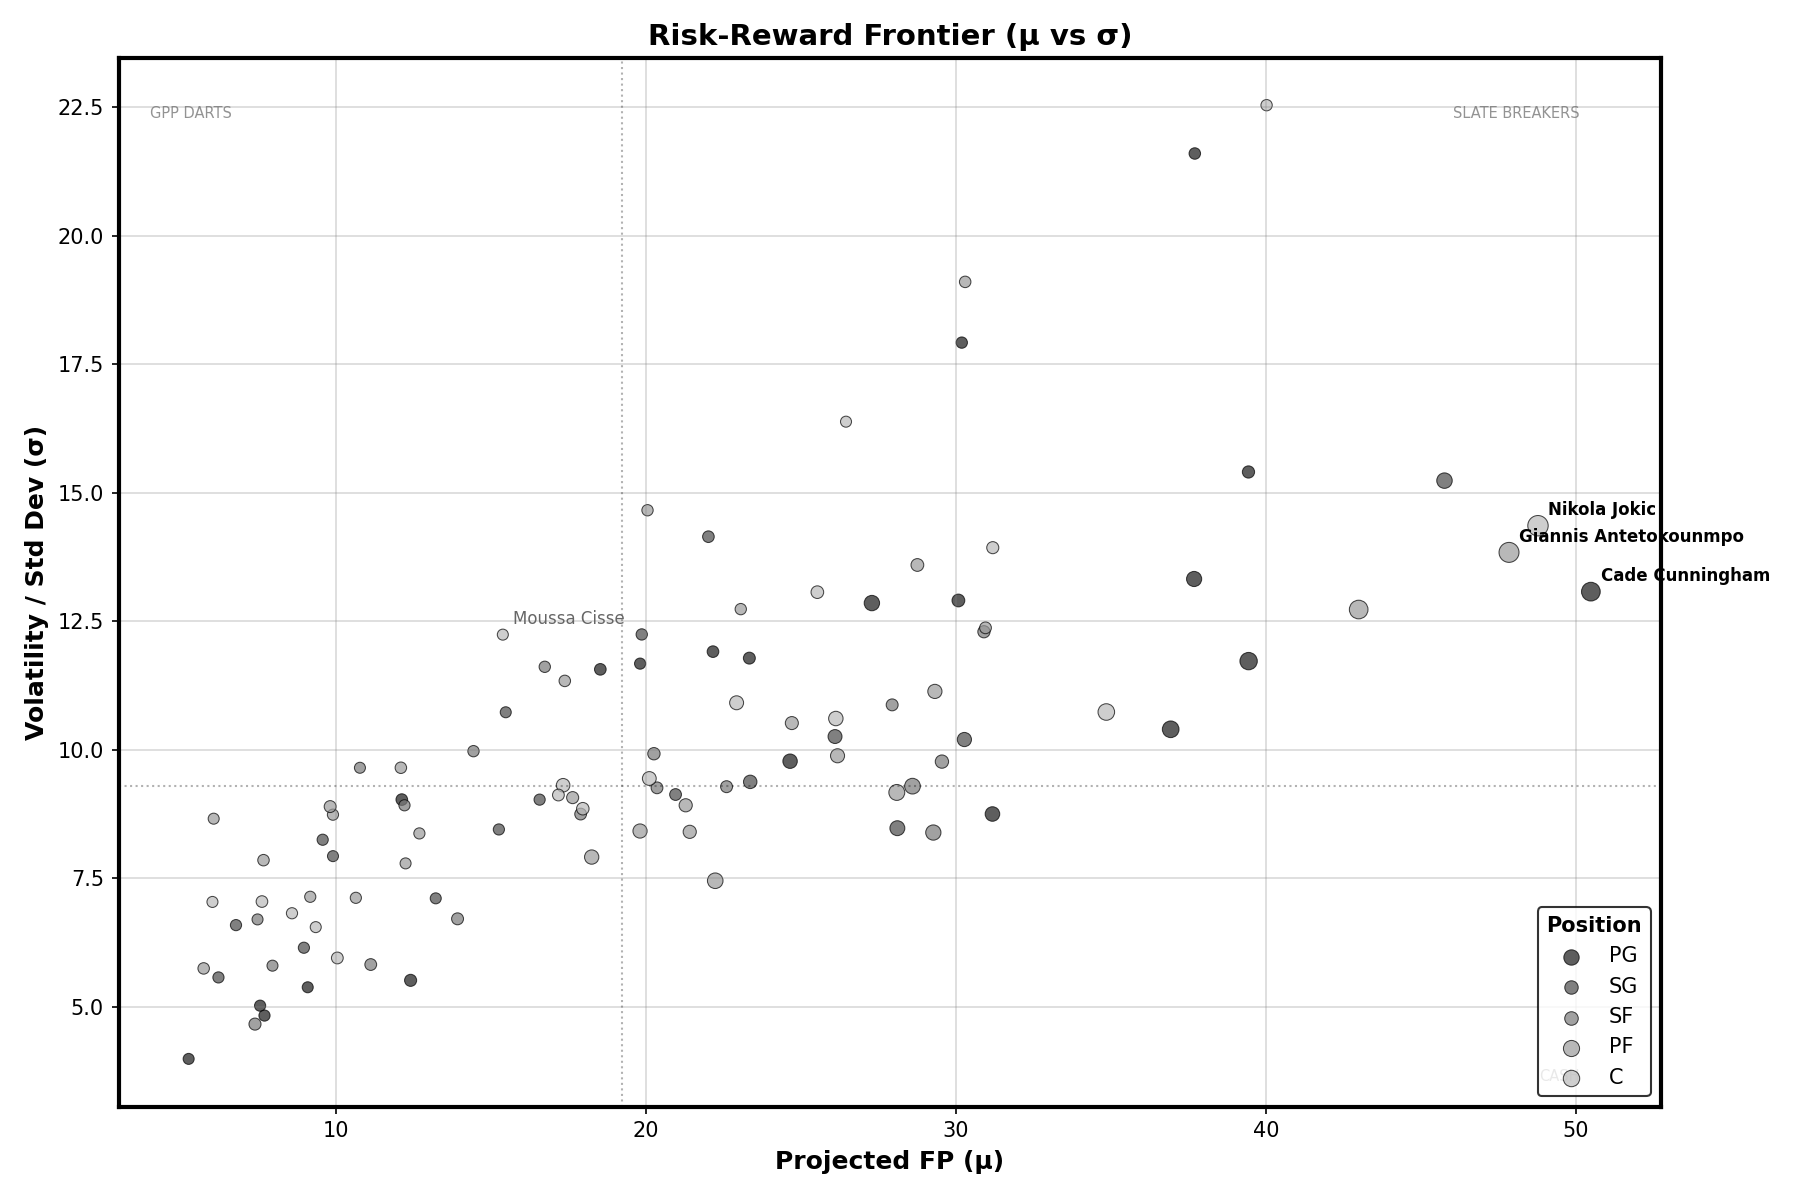 Risk-Reward Frontier (μ vs σ)
GPP DARTS
SLATE BREAKERS
22.5
20.0
17.5
15.0
12.5
10.0
7.5
5.0
Volatility / Std Dev (σ)
Nikola Jokic
Giannis Antetokounmpo
Cade Cunningham
Moussa Cisse
Position
PG
SG
SF
PF
C
10
20
30
40
50
Projected FP (μ)